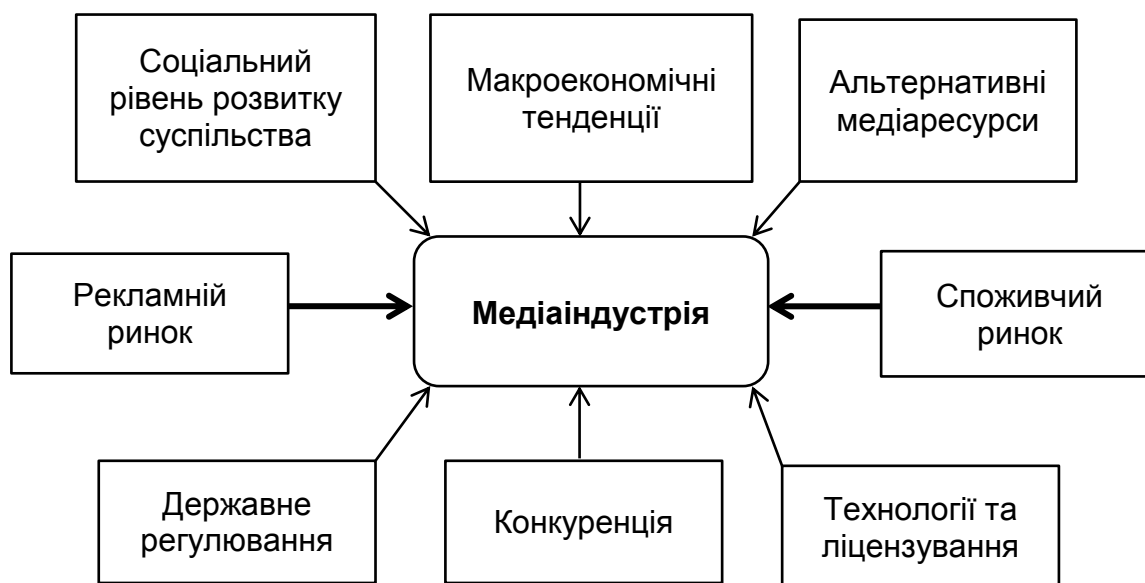 Соціальний
рівень розвитку
суспільства
Макроекономічні
тенденції
Альтернативні
медіаресурси
Рекламній
ринок
Медіаіндустрія
Споживчий
ринок
Державне
регулювання
Конкуренція
Технології та
ліцензування